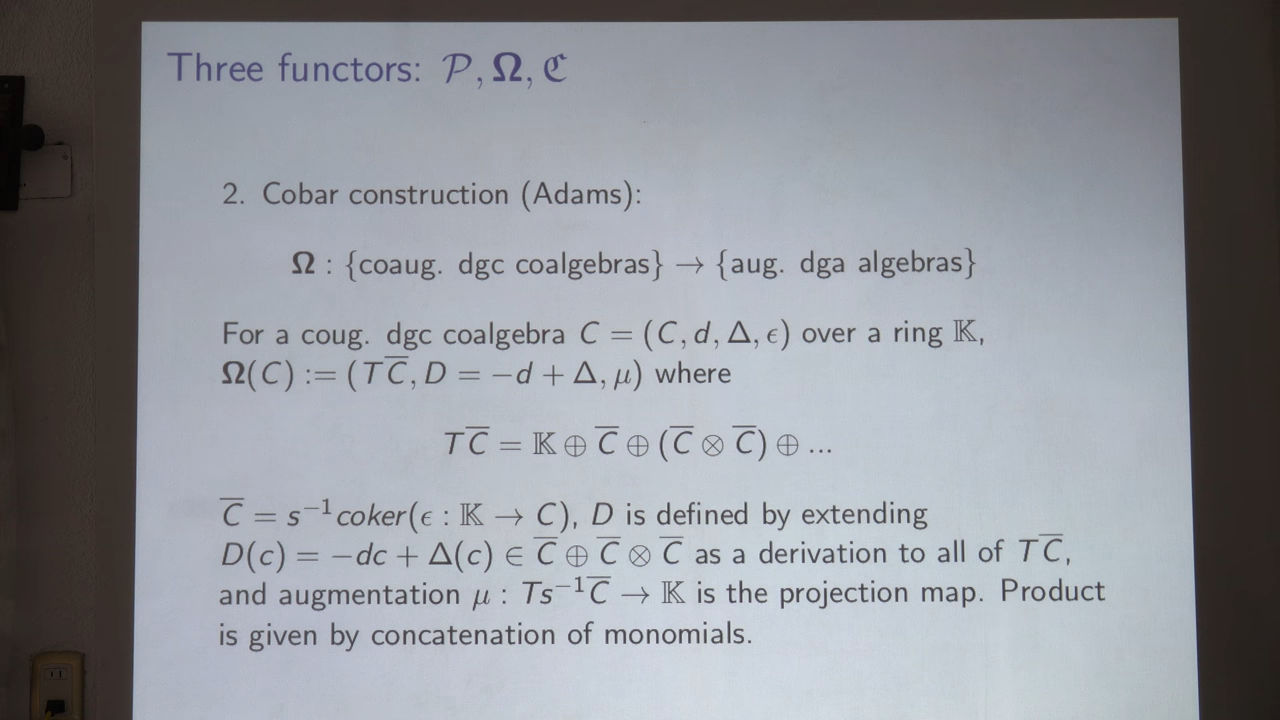 Three functors: 𝒫, Ω, ℭ
2. Cobar construction (Adams):
Ω : {coaug. dgc coalgebras} → {aug. dga algebras}
For a coug. dgc coalgebra C = (C, d, Δ, ϵ) over a ring 𝕂,
Ω(C) := (TC̅, D = −d + Δ, μ) where
TC̅ = 𝕂 ⊕ C̅ ⊕ (C̅ ⊗ C̅) ⊕ ...
C̅ = s⁻¹coker(ϵ : 𝕂 → C), D is defined by extending
D(c) = −dc + Δ(c) ∈ C̅ ⊕ C̅ ⊗ C̅ as a derivation to all of TC̅,
and augmentation μ : Ts⁻¹C̅ → 𝕂 is the projection map. Product
is given by concatenation of monomials.